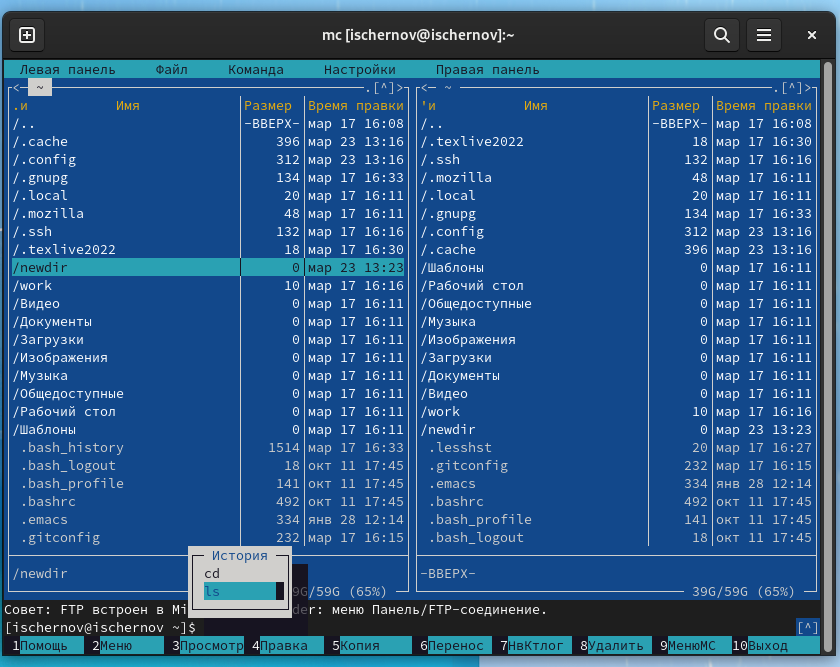 mc [ischernov@ischernov]:~
Левая панель Файл Команда Настройки Правая панель
<- ~ .[^]> <- ~ .[^]>
.и Имя Размер Время правки 'и Имя Размер Время правки
/.. -ВВЕРХ- мар 17 16:08 /.. -ВВЕРХ- мар 17 16:08
/.cache 396 мар 23 13:16 /.texlive2022 18 мар 17 16:30
/.config 312 мар 23 13:16 /.ssh 132 мар 17 16:16
/.gnupg 134 мар 17 16:33 /.mozilla 48 мар 17 16:11
/.local 20 мар 17 16:11 /.local 20 мар 17 16:11
/.mozilla 48 мар 17 16:11 /.gnupg 134 мар 17 16:33
/.ssh 132 мар 17 16:16 /.config 312 мар 23 13:16
/.texlive2022 18 мар 17 16:30 /.cache 396 мар 23 13:16
/newdir 0 мар 23 13:23 /Шаблоны 0 мар 17 16:11
/work 10 мар 17 16:16 /Рабочий стол 0 мар 17 16:11
/Видео 0 мар 17 16:11 /Общедоступные 0 мар 17 16:11
/Документы 0 мар 17 16:11 /Музыка 0 мар 17 16:11
/Загрузки 0 мар 17 16:11 /Изображения 0 мар 17 16:11
/Изображения 0 мар 17 16:11 /Загрузки 0 мар 17 16:11
/Музыка 0 мар 17 16:11 /Документы 0 мар 17 16:11
/Общедоступные 0 мар 17 16:11 /Видео 0 мар 17 16:11
/Рабочий стол 0 мар 17 16:11 /work 10 мар 17 16:16
/Шаблоны 0 мар 17 16:11 /newdir 0 мар 23 13:23
.bash_history 1514 мар 17 16:33 .lesshst 20 мар 17 16:27
.bash_logout 18 окт 11 17:45 .gitconfig 232 мар 17 16:15
.bash_profile 141 окт 11 17:45 .emacs 334 янв 28 12:14
.bashrc 492 окт 11 17:45 .bashrc 492 окт 11 17:45
.emacs 334 янв 28 12:14 .bash_profile 141 окт 11 17:45
.gitconfig 232 мар 17 16:15 .bash_logout 18 окт 11 17:45
История
/newdir cd -ВВЕРХ-
ls 9G/59G (65%) 39G/59G (65%)
Совет: FTP встроен в Mi der: меню Панель/FTP-соединение.
[ischernov@ischernov ~]$ [^]
1Помощь 2Меню 3Просмотр 4Правка 5Копия 6Перенос 7НвКтлог 8Удалить 9МенюМС 10Выход